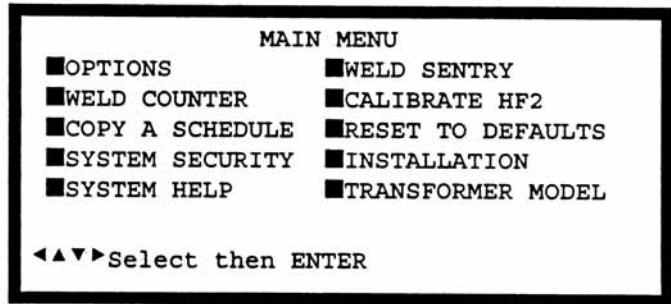 MAIN MENU
■OPTIONS ■WELD SENTRY
■WELD COUNTER ■CALIBRATE HF2
■COPY A SCHEDULE ■RESET TO DEFAULTS
■SYSTEM SECURITY ■INSTALLATION
■SYSTEM HELP ■TRANSFORMER MODEL
◄▲▼►Select then ENTER